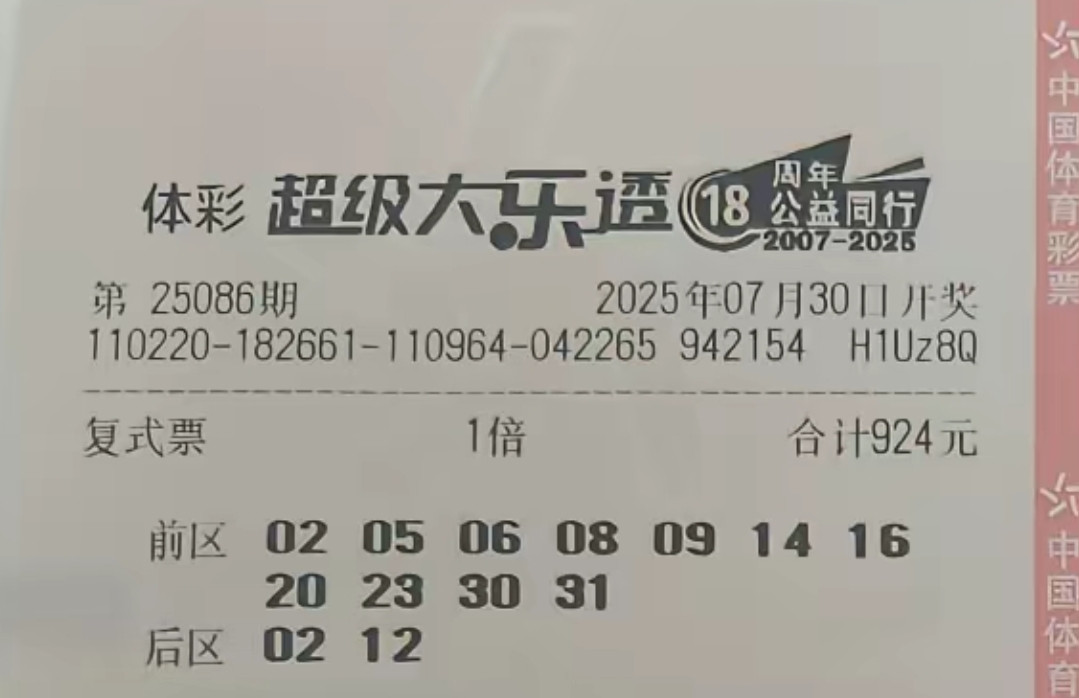 体彩 超级大乐透 18周年 公益同行 2007-2025
第 25086期 2025年07月30日开奖
110220-182661-110964-042265 942154 H1Uz8Q
复式票 1倍 合计924元
前区 02 05 06 08 09 14 16
20 23 30 31
后区 02 12
中国体育彩票
中国体育